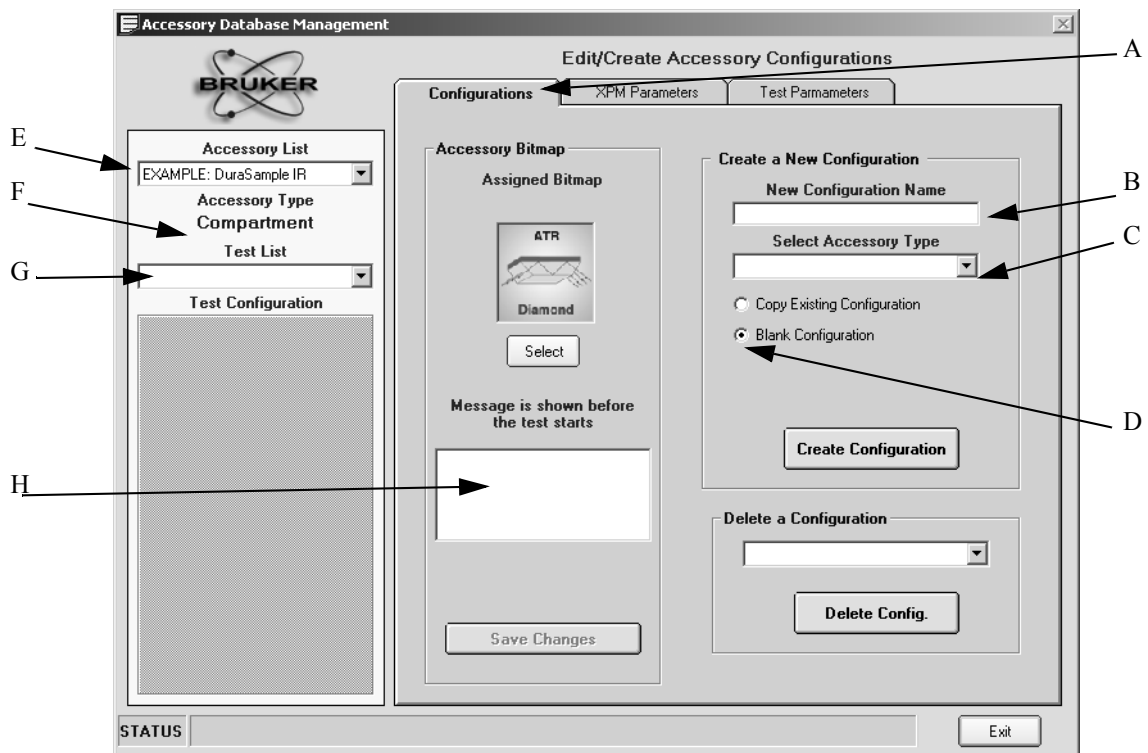 Accessory Database Management
A
BRUKER
Edit/Create Accessory Configurations
Configurations
XPM Parameters
Test Parmameters
E
Accessory List
EXAMPLE: DuraSample IR
F
Accessory Type
Compartment
G
Test List
Test Configuration
Accessory Bitmap
Assigned Bitmap
ATR
Diamond
Select
Message is shown before
the test starts
H
Save Changes
Create a New Configuration
New Configuration Name
B
Select Accessory Type
C
Copy Existing Configuration
Blank Configuration
D
Create Configuration
Delete a Configuration
Delete Config.
STATUS
Exit